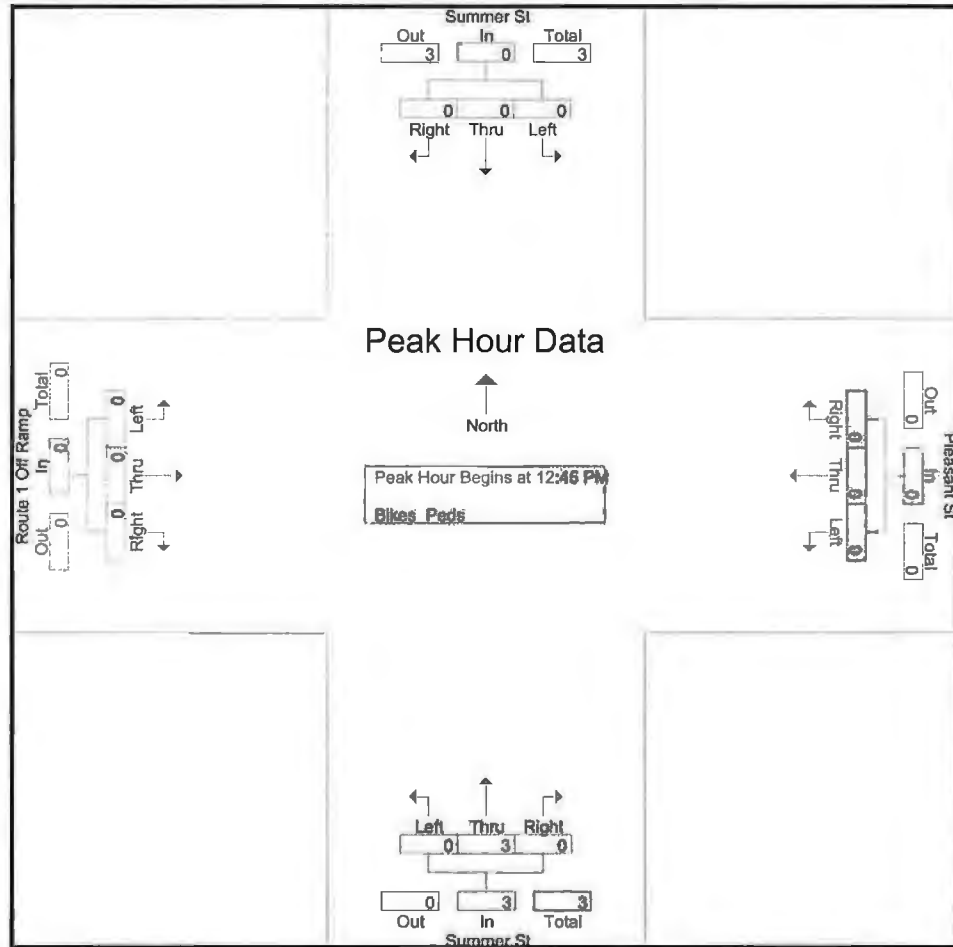 Summer St
Out In Total
3 0 3
0 0 0
Right Thru Left
Peak Hour Data
North
Peak Hour Begins at 12:45 PM
Bikes Peds
Route 1 Off Ramp
Total In Out
0 0 0
0 0 0
Left Thru Right
Right Thru Left
0 0 0
Out In Total
0 0 0
Pleasant St
Left Thru Right
0 3 0
0 3 3
Out In Total
Summer St